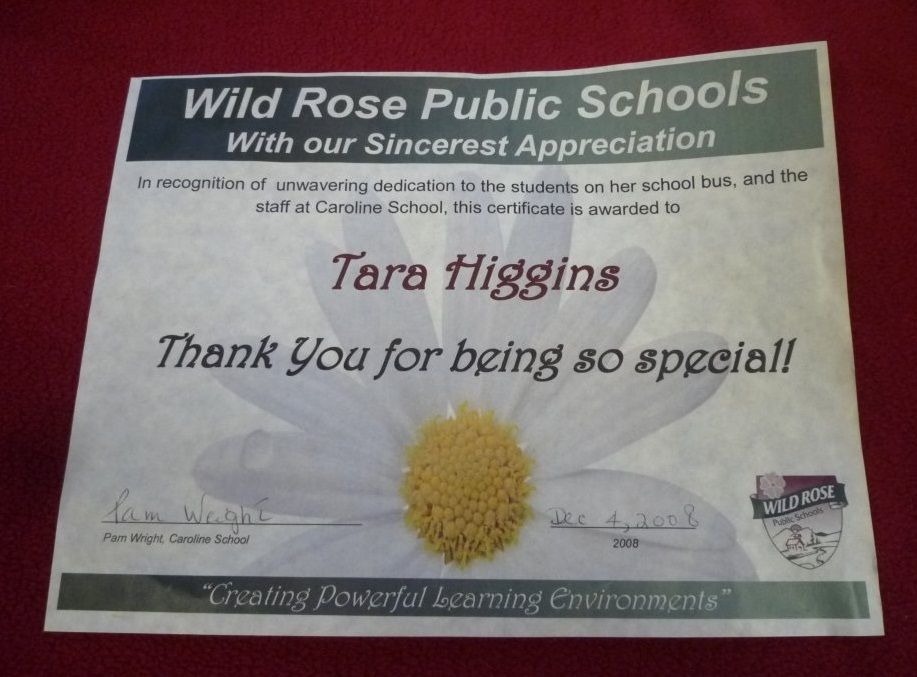 Wild Rose Public Schools
With our Sincerest Appreciation
In recognition of unwavering dedication to the students on her school bus, and the
staff at Caroline School, this certificate is awarded to
Tara Higgins
Thank You for being so special!
Pam Wright
Pam Wright, Caroline School
Dec 4, 2008
2008
WILD ROSE
Public Schools
"Creating Powerful Learning Environments"